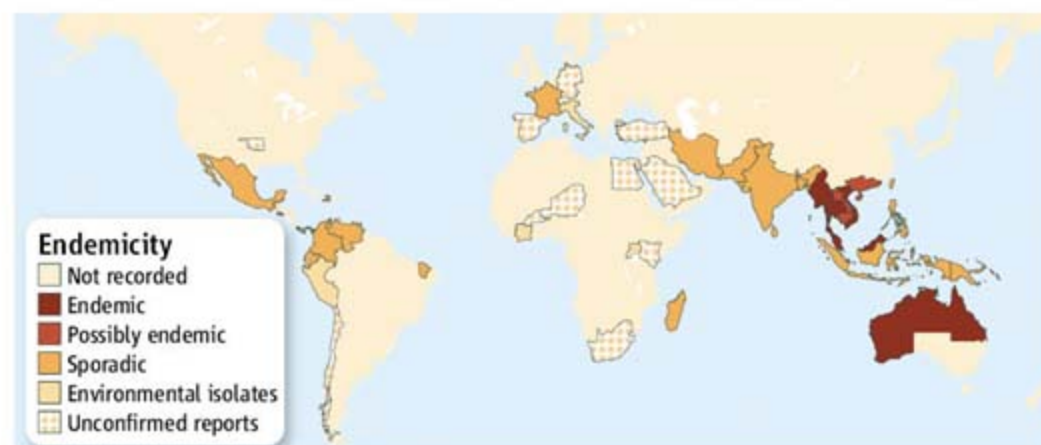 Endemicity
Not recorded
Endemic
Possibly endemic
Sporadic
Environmental isolates
Unconfirmed reports